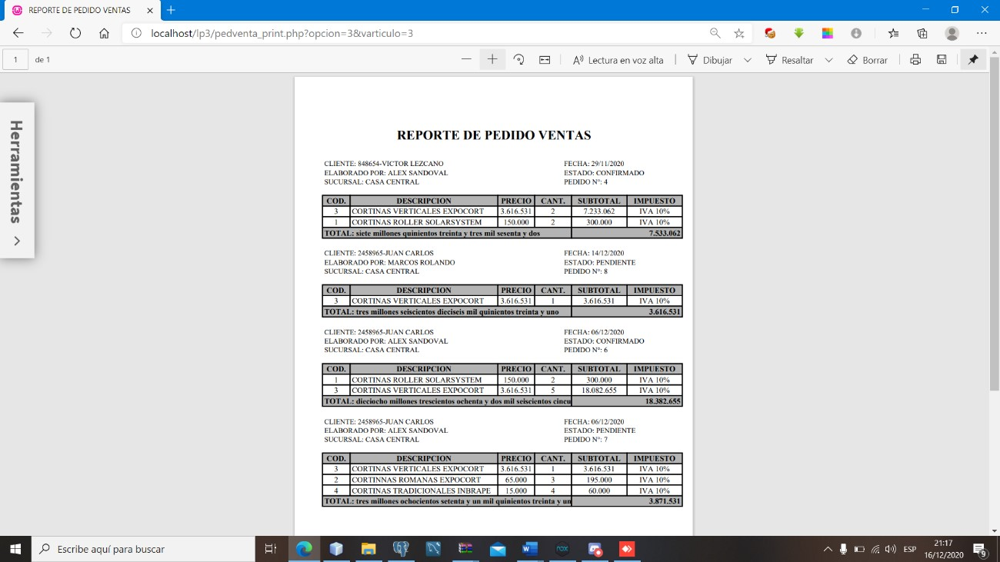 REPORTE DE PEDIDO VENTAS
localhost/lp3/pedventa_print.php?opcion=3&varticulo=3
1 de 1 Lectura en voz alta Dibujar Resaltar Borrar
Herramientas
REPORTE DE PEDIDO VENTAS
CLIENTE: 848654-VICTOR LEZCANO FECHA: 29/11/2020
ELABORADO POR: ALEX SANDOVAL ESTADO: CONFIRMADO
SUCURSAL: CASA CENTRAL PEDIDO N°: 4
COD. DESCRIPCION PRECIO CANT. SUBTOTAL IMPUESTO
3 CORTINAS VERTICALES EXPOCORT 3.616.531 2 7.233.062 IVA 10%
1 CORTINAS ROLLER SOLARSYSTEM 150.000 2 300.000 IVA 10%
TOTAL: siete millones quinientos treinta y tres mil sesenta y dos 7.533.062
CLIENTE: 2458965-JUAN CARLOS FECHA: 14/12/2020
ELABORADO POR: MARCOS ROLANDO ESTADO: PENDIENTE
SUCURSAL: CASA CENTRAL PEDIDO N°: 8
COD. DESCRIPCION PRECIO CANT. SUBTOTAL IMPUESTO
3 CORTINAS VERTICALES EXPOCORT 3.616.531 1 3.616.531 IVA 10%
TOTAL: tres millones seiscientos dieciseis mil quinientos treinta y uno 3.616.531
CLIENTE: 2458965-JUAN CARLOS FECHA: 06/12/2020
ELABORADO POR: ALEX SANDOVAL ESTADO: CONFIRMADO
SUCURSAL: CASA CENTRAL PEDIDO N°: 6
COD. DESCRIPCION PRECIO CANT. SUBTOTAL IMPUESTO
1 CORTINAS ROLLER SOLARSYSTEM 150.000 2 300.000 IVA 10%
3 CORTINAS VERTICALES EXPOCORT 3.616.531 5 18.082.655 IVA 10%
TOTAL: dieciocho millones trescientos ochenta y dos mil seiscientos cincu 18.382.655
CLIENTE: 2458965-JUAN CARLOS FECHA: 06/12/2020
ELABORADO POR: ALEX SANDOVAL ESTADO: PENDIENTE
SUCURSAL: CASA CENTRAL PEDIDO N°: 7
COD. DESCRIPCION PRECIO CANT. SUBTOTAL IMPUESTO
3 CORTINAS VERTICALES EXPOCORT 3.616.531 1 3.616.531 IVA 10%
2 CORTINNAS ROMANAS EXPOCORT 65.000 3 195.000 IVA 10%
4 CORTINAS TRADICIONALES INBRAPE 15.000 4 60.000 IVA 10%
TOTAL: tres millones ochocientos setenta y un mil quinientos treinta y un 3.871.531
Escribe aquí para buscar ESP 21:17
16/12/2020 9